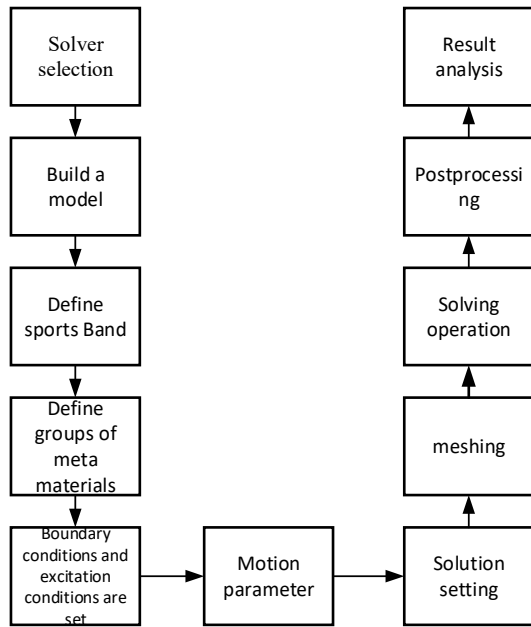 Solver
selection
Build a
model
Define
sports Band
Define
groups of
meta
materials
Boundary
conditions and
excitation
conditions are
set
Motion
parameter
Solution
setting
meshing
Solving
operation
Postprocessi
ng
Result
analysis